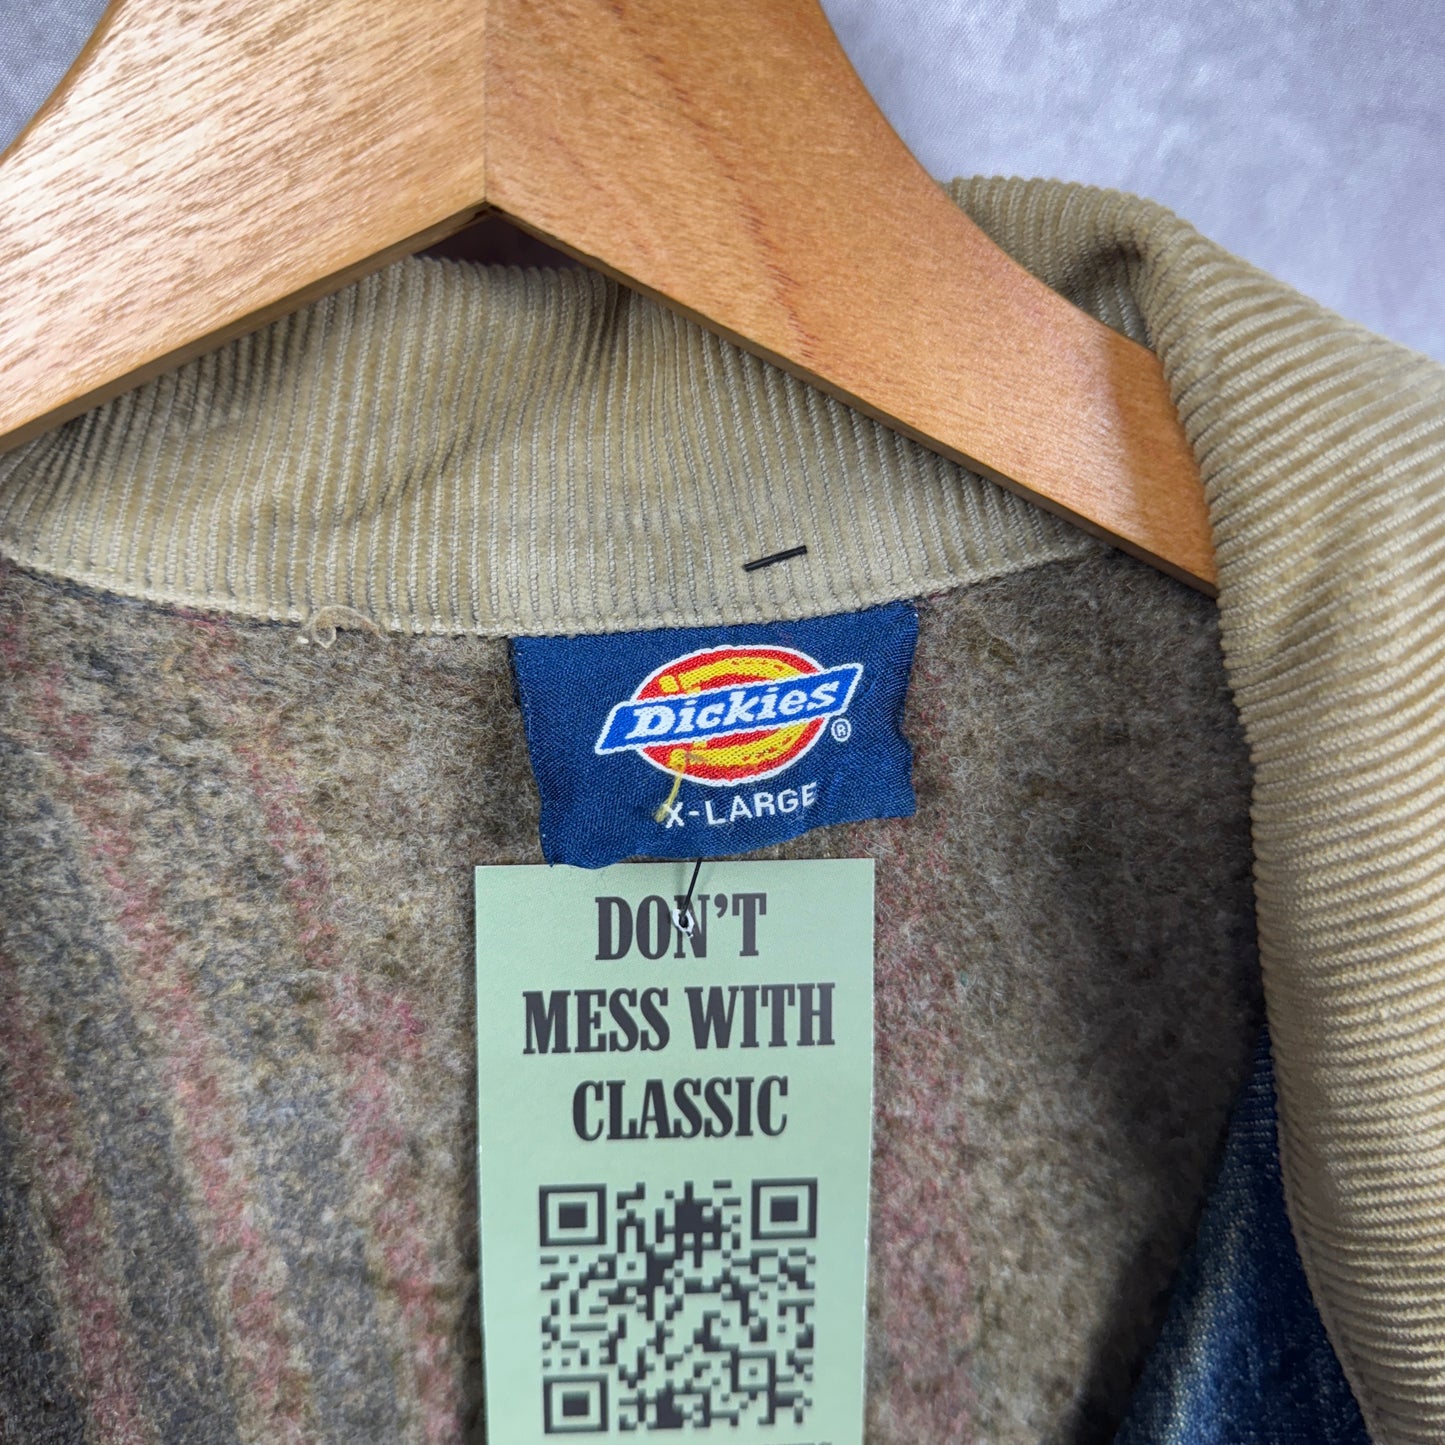 Dickies ®
X-LARGE
DON'T
MESS WITH
CLASSIC